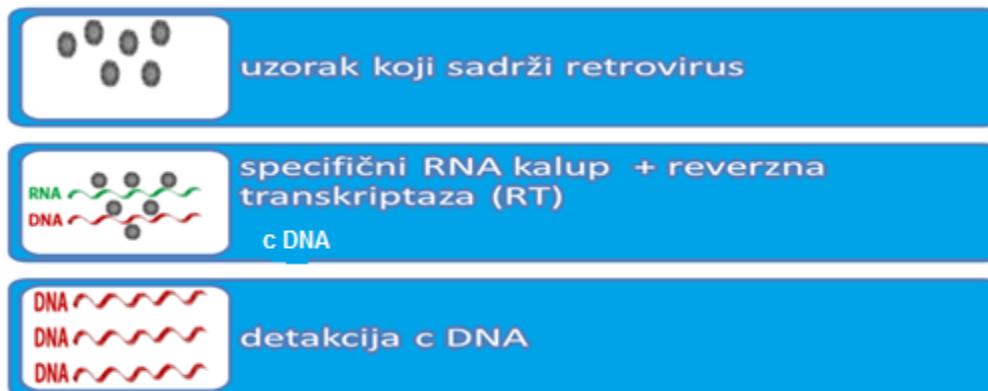 uzorak koji sadrži retrovirus
specifični RNA kalup + reverzna
transkriptaza (RT)
RNA
DNA
c DNA
DNA
DNA
DNA
detakcija c DNA